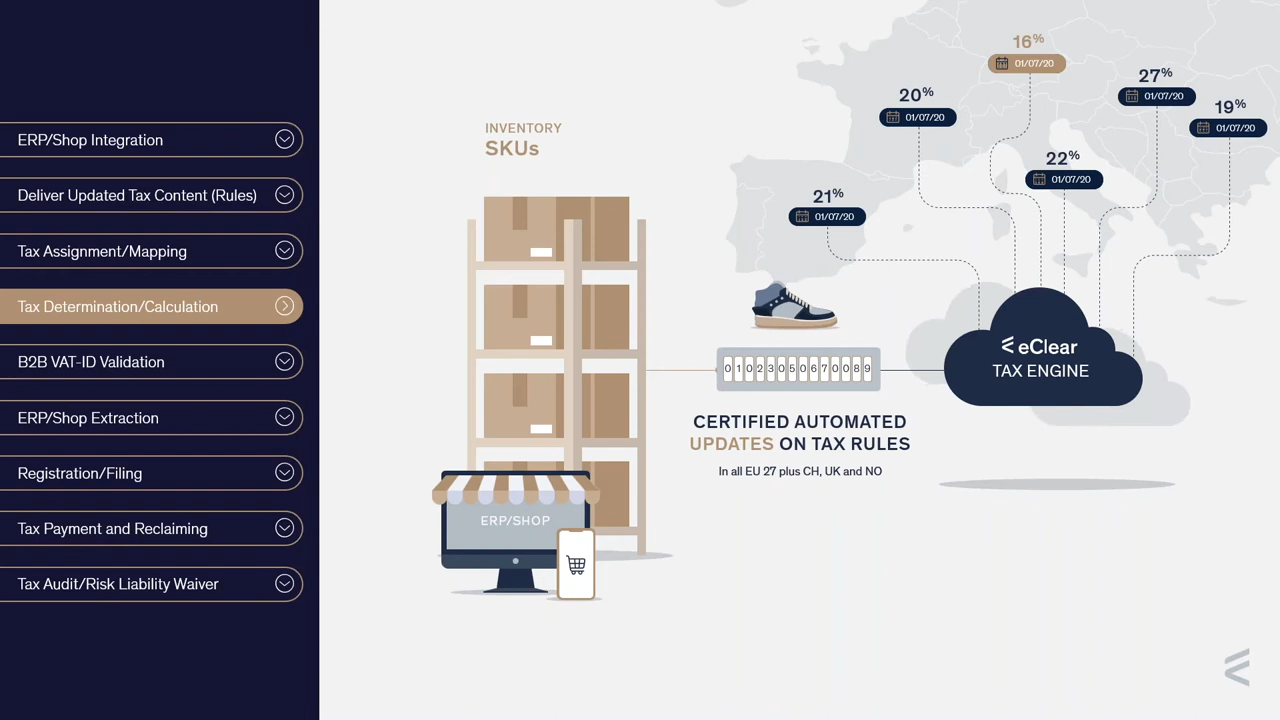 ERP/Shop Integration
Deliver Updated Tax Content (Rules)
Tax Assignment/Mapping
Tax Determination/Calculation
B2B VAT-ID Validation
ERP/Shop Extraction
Registration/Filing
Tax Payment and Reclaiming
Tax Audit/Risk Liability Waiver
INVENTORY
SKUs
ERP/SHOP
16%
01/07/20
27%
01/07/20
20%
01/07/20
19%
01/07/20
22%
01/07/20
21%
01/07/20
eClear
TAX ENGINE
01023050670089
CERTIFIED AUTOMATED
UPDATES ON TAX RULES
In all EU 27 plus CH, UK and NO